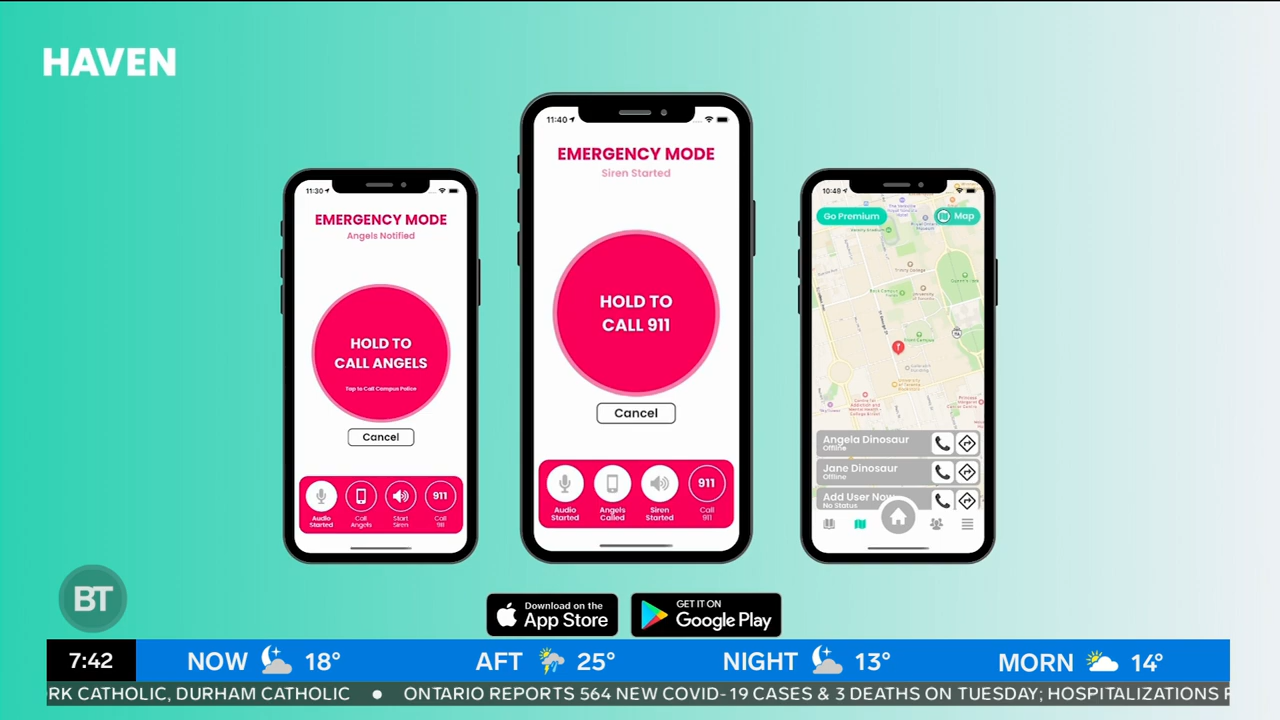 HAVEN
11:30
EMERGENCY MODE
Angels Notified
HOLD TO
CALL ANGELS
Tap to Call Campus Police
Cancel
Audio
Started
Call
Angels
Start
Siren
911
Call
911
11:40
EMERGENCY MODE
Siren Started
HOLD TO
CALL 911
Cancel
Audio
Started
Angels
Called
Siren
Started
911
Call
911
10:49
Go Premium
Map
Trinity College
Angela Dinosaur
Offline
Jane Dinosaur
Offline
Add User Now
No Status
Download on the
App Store
GET IT ON
Google Play
BT
7:42
NOW 18°
AFT 25°
NIGHT 13°
MORN 14°
RK CATHOLIC, DURHAM CATHOLIC • ONTARIO REPORTS 564 NEW COVID-19 CASES & 3 DEATHS ON TUESDAY; HOSPITALIZATIONS